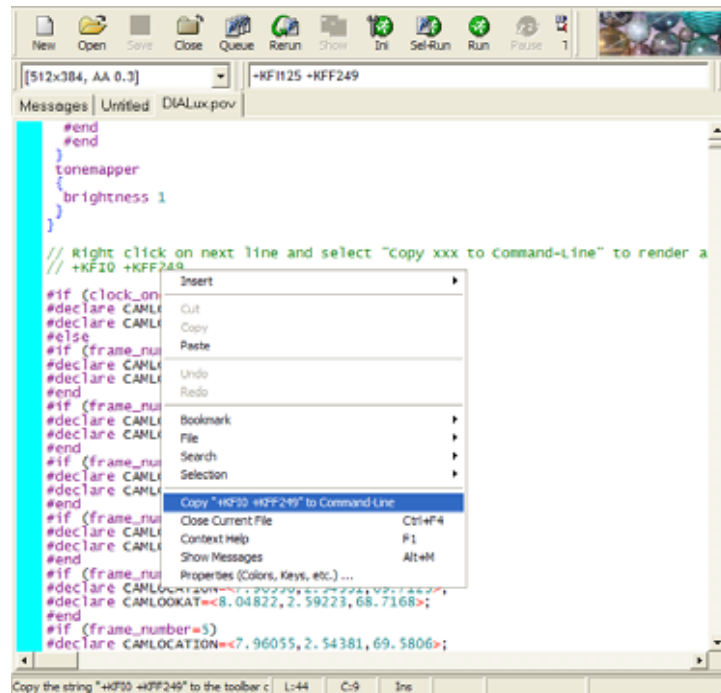 New Open Save Close Queue Rerun Show Ini Sel-Run Run Pause
[512x384, AA 0.3] +KFI125 +KFF249
Messages Untitled DIALux.pov
#end
#end
}
tonemapper
{
brightness 1
}
}
// Right click on next line and select "Copy xxx to Command-Line" to render a
// +KFI0 +KFF249
#if (clock_on
#declare CAMLO
#declare CAMLO
#else
#if (frame_nu
#declare CAML
#declare CAML
#end
#if (frame_nu
#declare CAML
#declare CAML
#end
#if (frame_nu
#declare CAML
#declare CAML
#end
#if (frame_nu
#declare CAML
#declare CAML
#end
#if (frame_nu
#declare CAMLOCATION=
#declare CAMLOOKAT=<8.04822,2.59223,68.7168>;
#end
#if (frame_number=5)
#declare CAMLOCATION=<7.96055,2.54381,69.5806>;
Insert
Cut
Copy
Paste
Undo
Redo
Bookmark
File
Search
Selection
Copy "+KFI0 +KFF249" to Command-Line
Close Current File Ctrl+F4
Context Help F1
Show Messages Alt+M
Properties (Colors, Keys, etc.) ...
Copy the string "+KFI0 +KFF249" to the toolbar c L:44 C:9 Ins